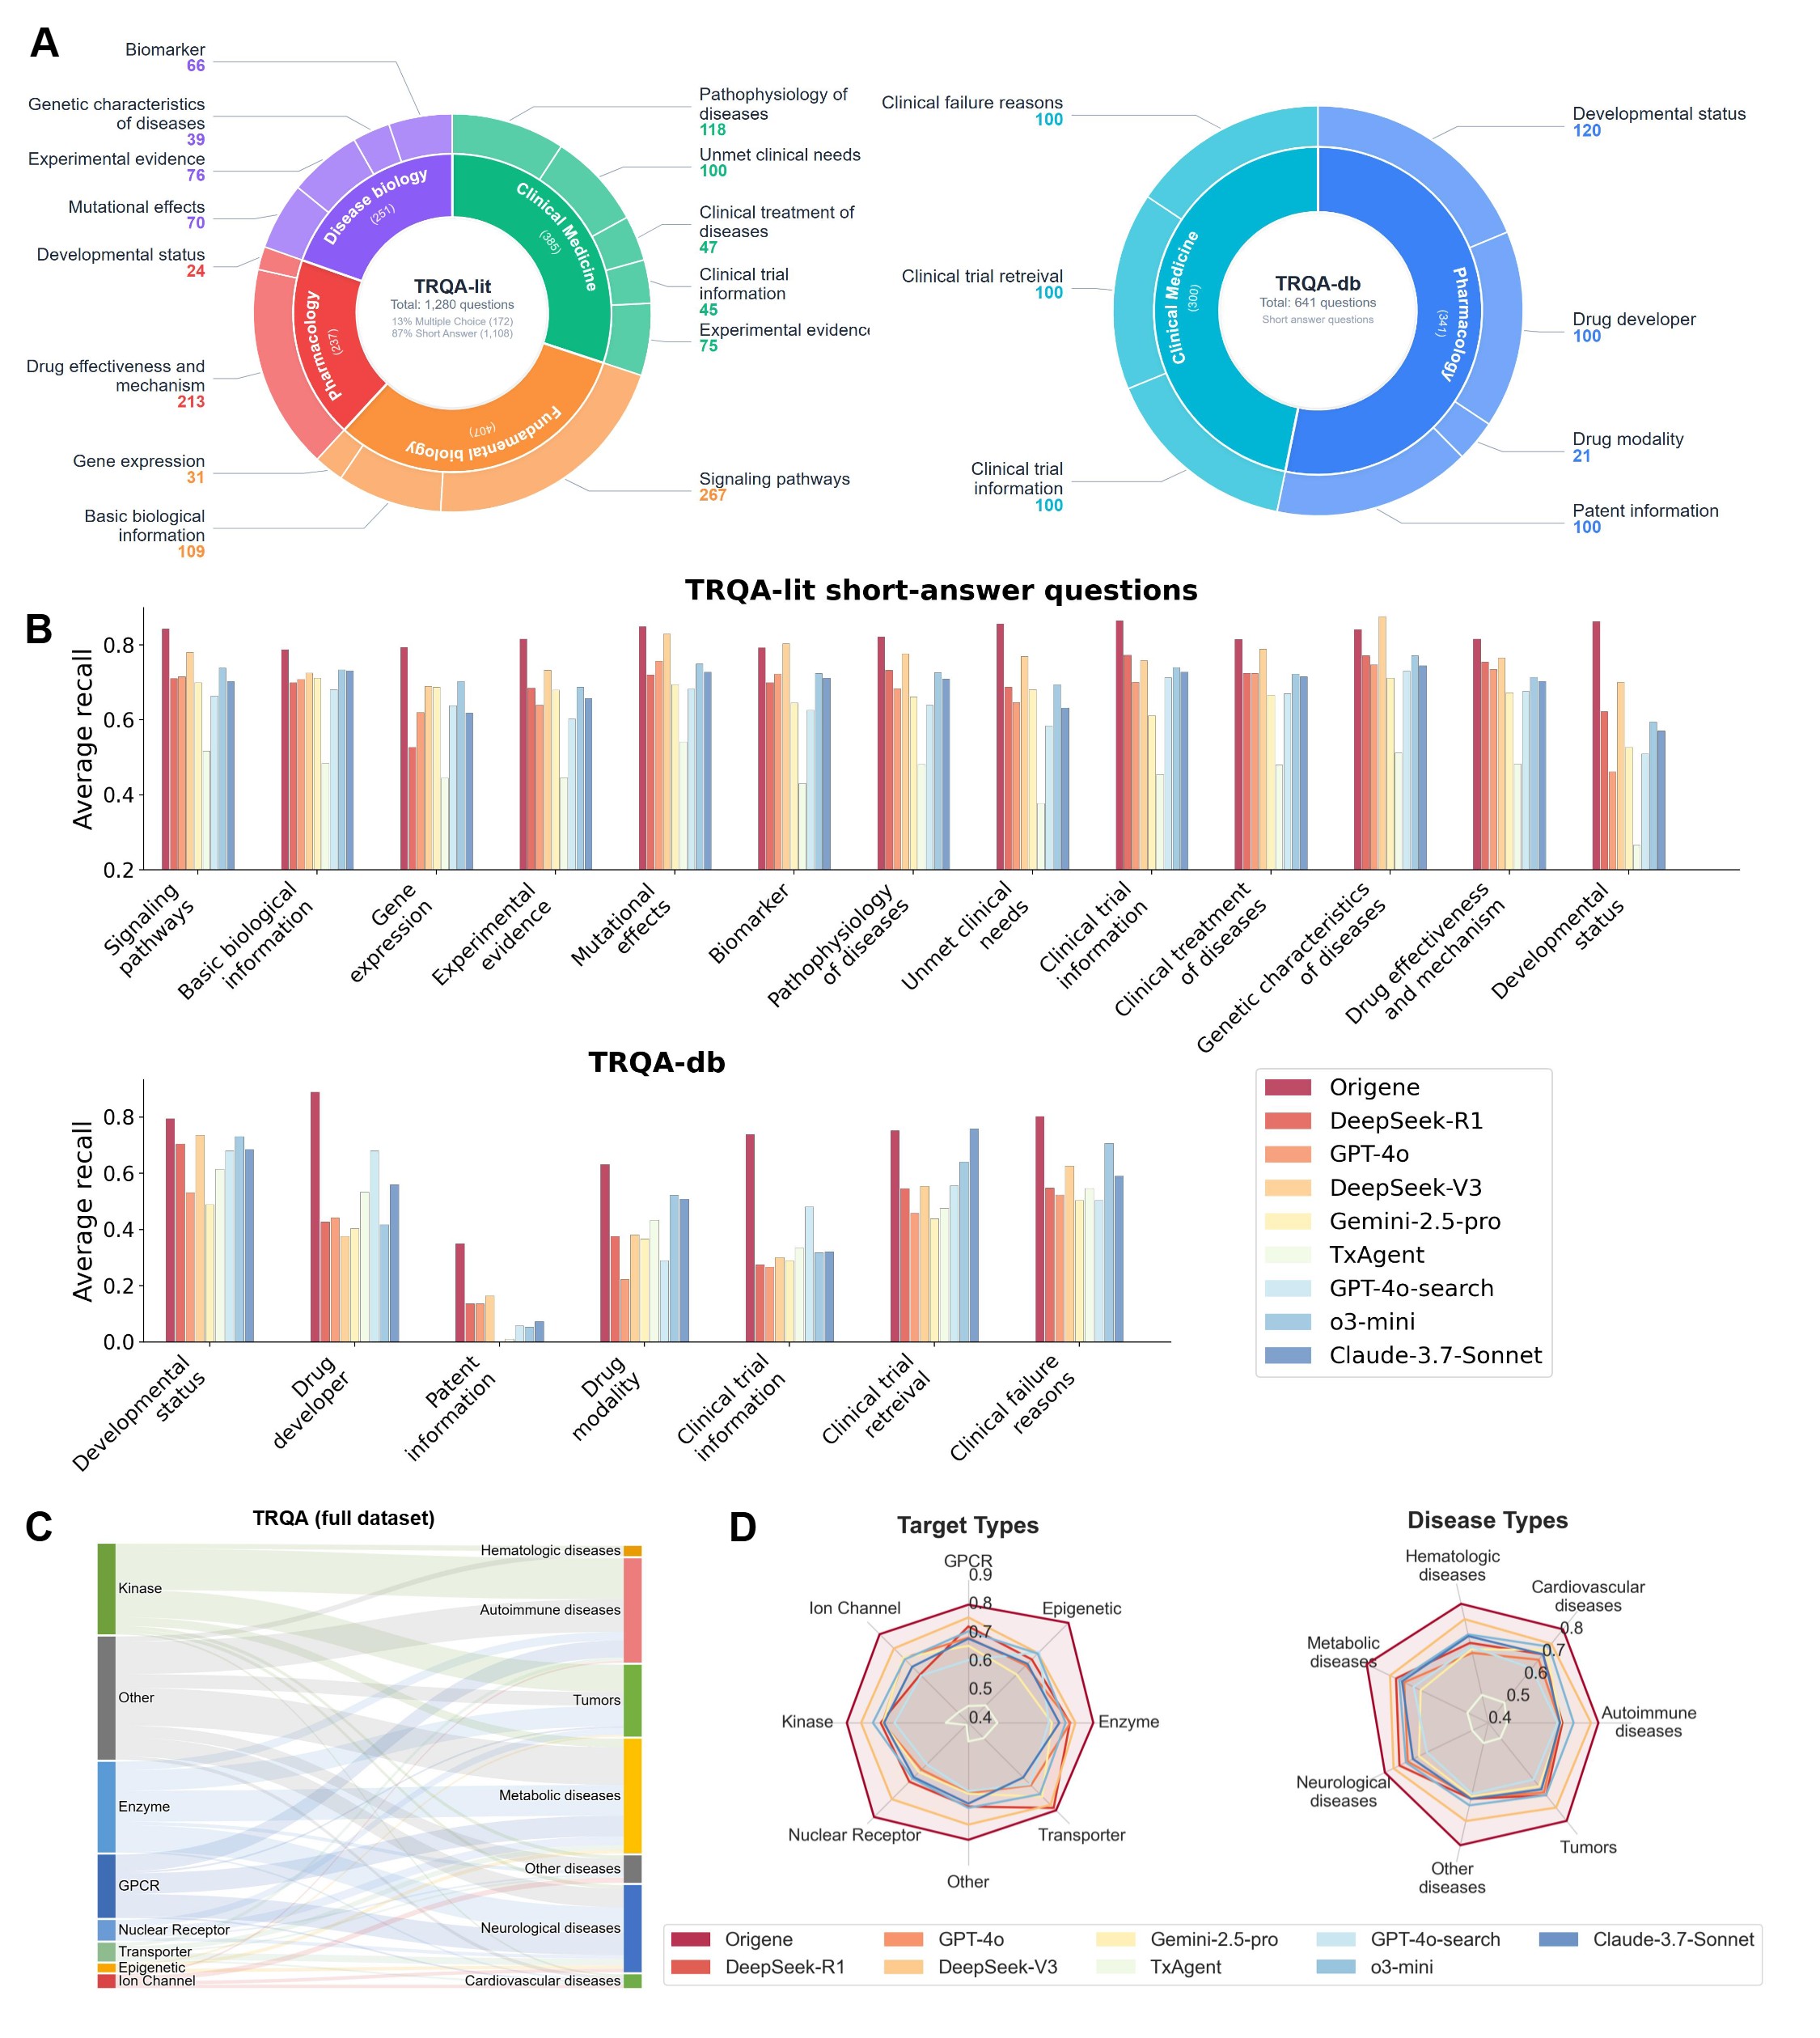 A
Biomarker
66
Genetic characteristics
of diseases
39
Experimental evidence
76
Mutational effects
70
Developmental status
24
Drug effectiveness and
mechanism
213
Gene expression
31
Basic biological
information
109
Pathophysiology of
diseases
118
Unmet clinical needs
100
Clinical treatment of
diseases
47
Clinical trial
information
45
Experimental evidenc
75
Signaling pathways
267
Disease biology
(251)
Clinical Medicine
(385)
Pharmacology
(237)
Fundamental biology
(407)
TRQA-lit
Total: 1,280 questions
13% Multiple Choice (172)
87% Short Answer (1,108)
Clinical failure reasons
100
Clinical trial retreival
100
Clinical trial
information
100
Developmental status
120
Drug developer
100
Drug modality
21
Patent information
100
Clinical Medicine
(300)
Pharmacology
(341)
TRQA-db
Total: 641 questions
Short answer questions
B
TRQA-lit short-answer questions
Average recall
0.8
0.6
0.4
0.2
Signaling
pathways
Basic biological
information
Gene
expression
Experimental
evidence
Mutational
effects
Biomarker
Pathophysiology
of diseases
Unmet clinical
needs
Clinical trial
information
Clinical treatment
of diseases
Genetic characteristics
of diseases
Drug effectiveness
and mechanism
Developmental
status
TRQA-db
Average recall
0.8
0.6
0.4
0.2
0.0
Developmental
status
Drug
developer
Patent
information
Drug
modality
Clinical trial
information
Clinical trial
retreival
Clinical failure
reasons
Origene
DeepSeek-R1
GPT-4o
DeepSeek-V3
Gemini-2.5-pro
TxAgent
GPT-4o-search
o3-mini
Claude-3.7-Sonnet
C
TRQA (full dataset)
Kinase
Other
Enzyme
GPCR
Nuclear Receptor
Transporter
Epigenetic
Ion Channel
Hematologic diseases
Autoimmune diseases
Tumors
Metabolic diseases
Other diseases
Neurological diseases
Cardiovascular diseases
D
Target Types
GPCR
0.9
0.8
0.7
0.6
0.5
0.4
Epigenetic
Enzyme
Transporter
Other
Nuclear Receptor
Kinase
Ion Channel
Disease Types
Hematologic
diseases
Cardiovascular
diseases
0.8
0.7
0.6
0.5
0.4
Autoimmune
diseases
Tumors
Other
diseases
Neurological
diseases
Metabolic
diseases
Origene
GPT-4o
Gemini-2.5-pro
GPT-4o-search
Claude-3.7-Sonnet
DeepSeek-R1
DeepSeek-V3
TxAgent
o3-mini